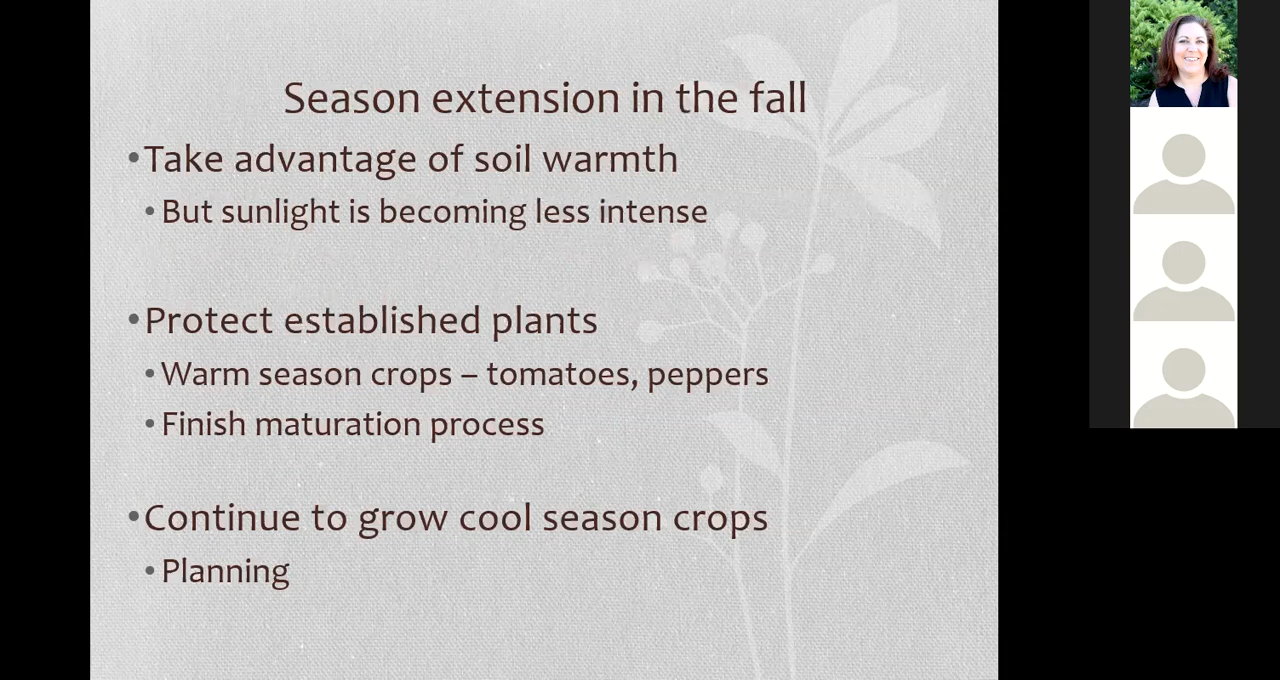 Season extension in the fall
•Take advantage of soil warmth
•But sunlight is becoming less intense
•Protect established plants
•Warm season crops – tomatoes, peppers
•Finish maturation process
•Continue to grow cool season crops
•Planning